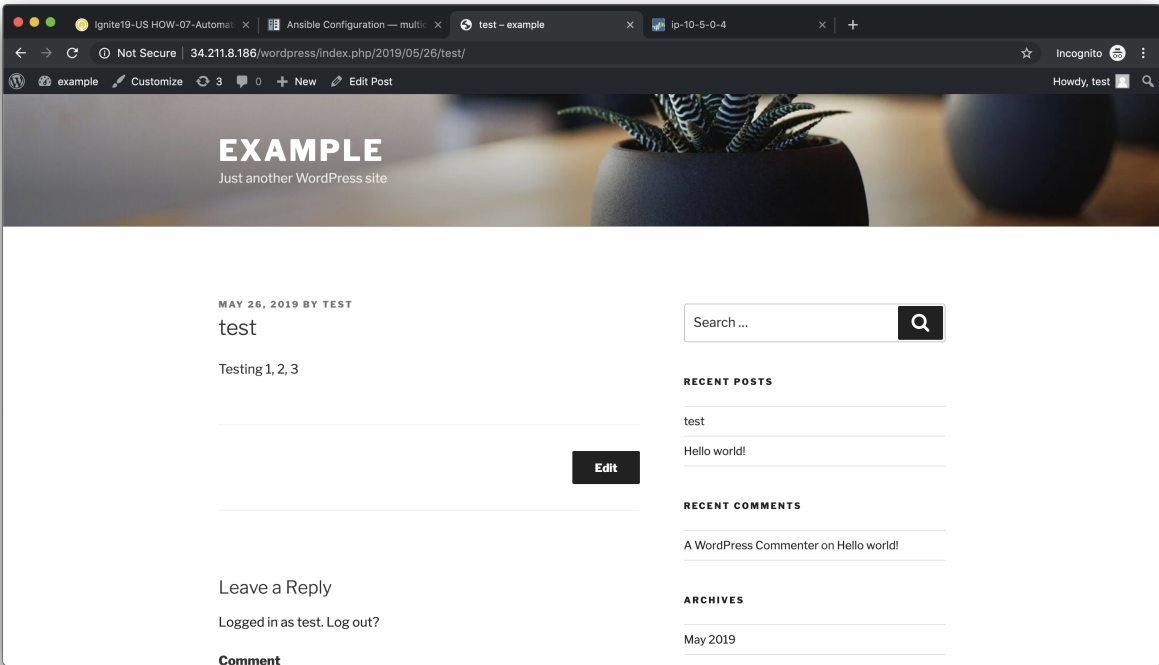 Ignite19-US HOW-07-Automat
Ansible Configuration — multic
test – example
ip-10-5-0-4
Not Secure
34.211.8.186/wordpress/index.php/2019/05/26/test/
Incognito
example
Customize
3
0
New
Edit Post
Howdy, test
EXAMPLE
Just another WordPress site
MAY 26, 2019 BY TEST
test
Testing 1, 2, 3
Edit
Leave a Reply
Logged in as test. Log out?
Comment
Search …
RECENT POSTS
test
Hello world!
RECENT COMMENTS
A WordPress Commenter on Hello world!
ARCHIVES
May 2019